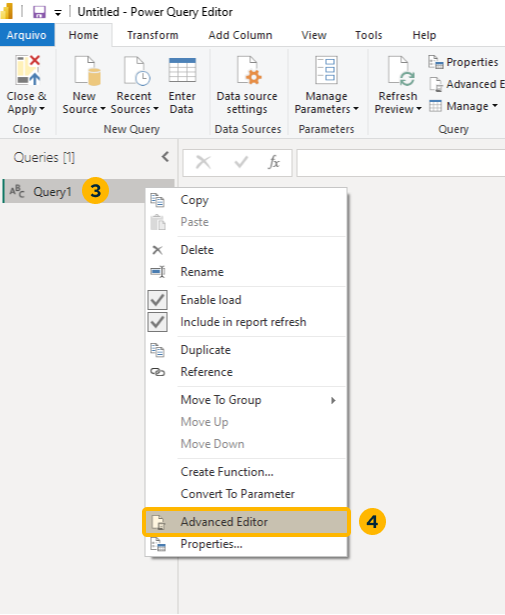 Untitled - Power Query Editor
Arquivo Home Transform Add Column View Tools Help
Close & Apply
New Source
Recent Sources
Enter Data
Data source settings
Manage Parameters
Refresh Preview
Properties
Advanced E
Manage
Close New Query Data Sources Parameters Query
Queries [1]
fx
ABC Query1 3
Copy
Paste
Delete
Rename
Enable load
Include in report refresh
Duplicate
Reference
Move To Group
Move Up
Move Down
Create Function...
Convert To Parameter
Advanced Editor 4
Properties...